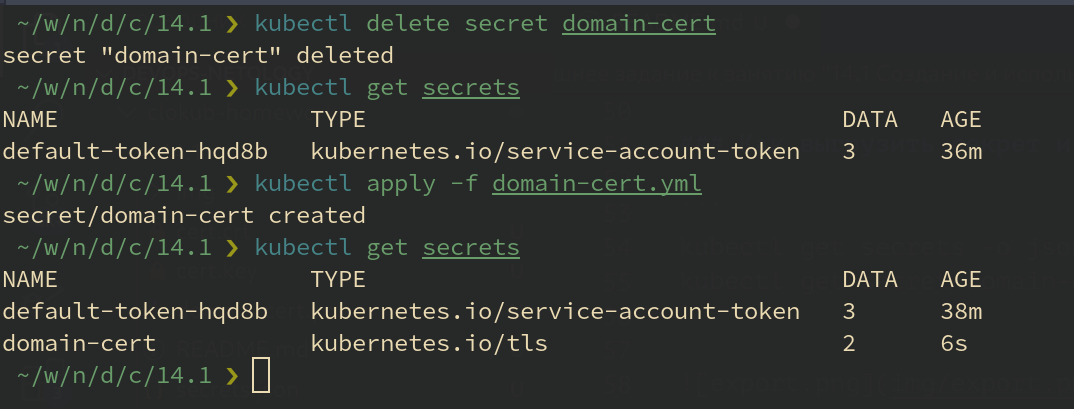 ~/w/n/d/c/14.1 ❯ kubectl delete secret domain-cert
secret "domain-cert" deleted
~/w/n/d/c/14.1 ❯ kubectl get secrets
NAME TYPE DATA AGE
default-token-hqd8b kubernetes.io/service-account-token 3 36m
~/w/n/d/c/14.1 ❯ kubectl apply -f domain-cert.yml
secret/domain-cert created
~/w/n/d/c/14.1 ❯ kubectl get secrets
NAME TYPE DATA AGE
default-token-hqd8b kubernetes.io/service-account-token 3 38m
domain-cert kubernetes.io/tls 2 6s
~/w/n/d/c/14.1 ❯